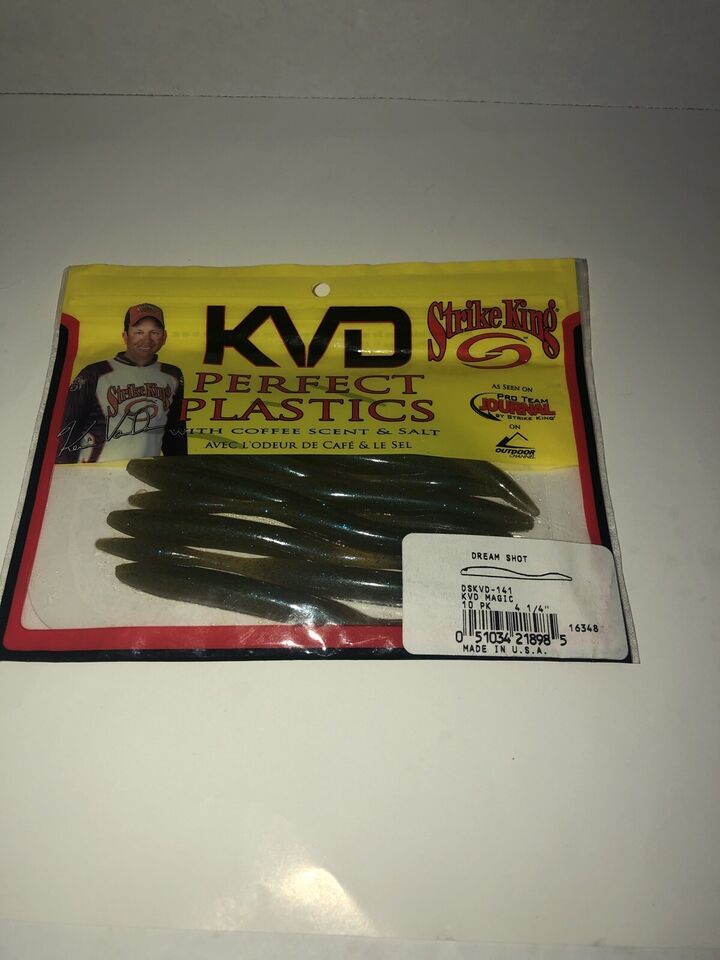 KVD
PERFECT
PLASTICS
WITH COFFEE SCENT & SALT
AVEC L'ODEUR DE CAFÉ & LE SEL
Strike King
AS SEEN ON
PRO TEAM
JOURNAL
BY STRIKE KING
ON
OUTDOOR
CHANNEL
Strike King
DREAM SHOT
DSKVD-141
KVD MAGIC
10 PK 4 1/4"
16348
0 51034 21898 5
MADE IN U.S.A.